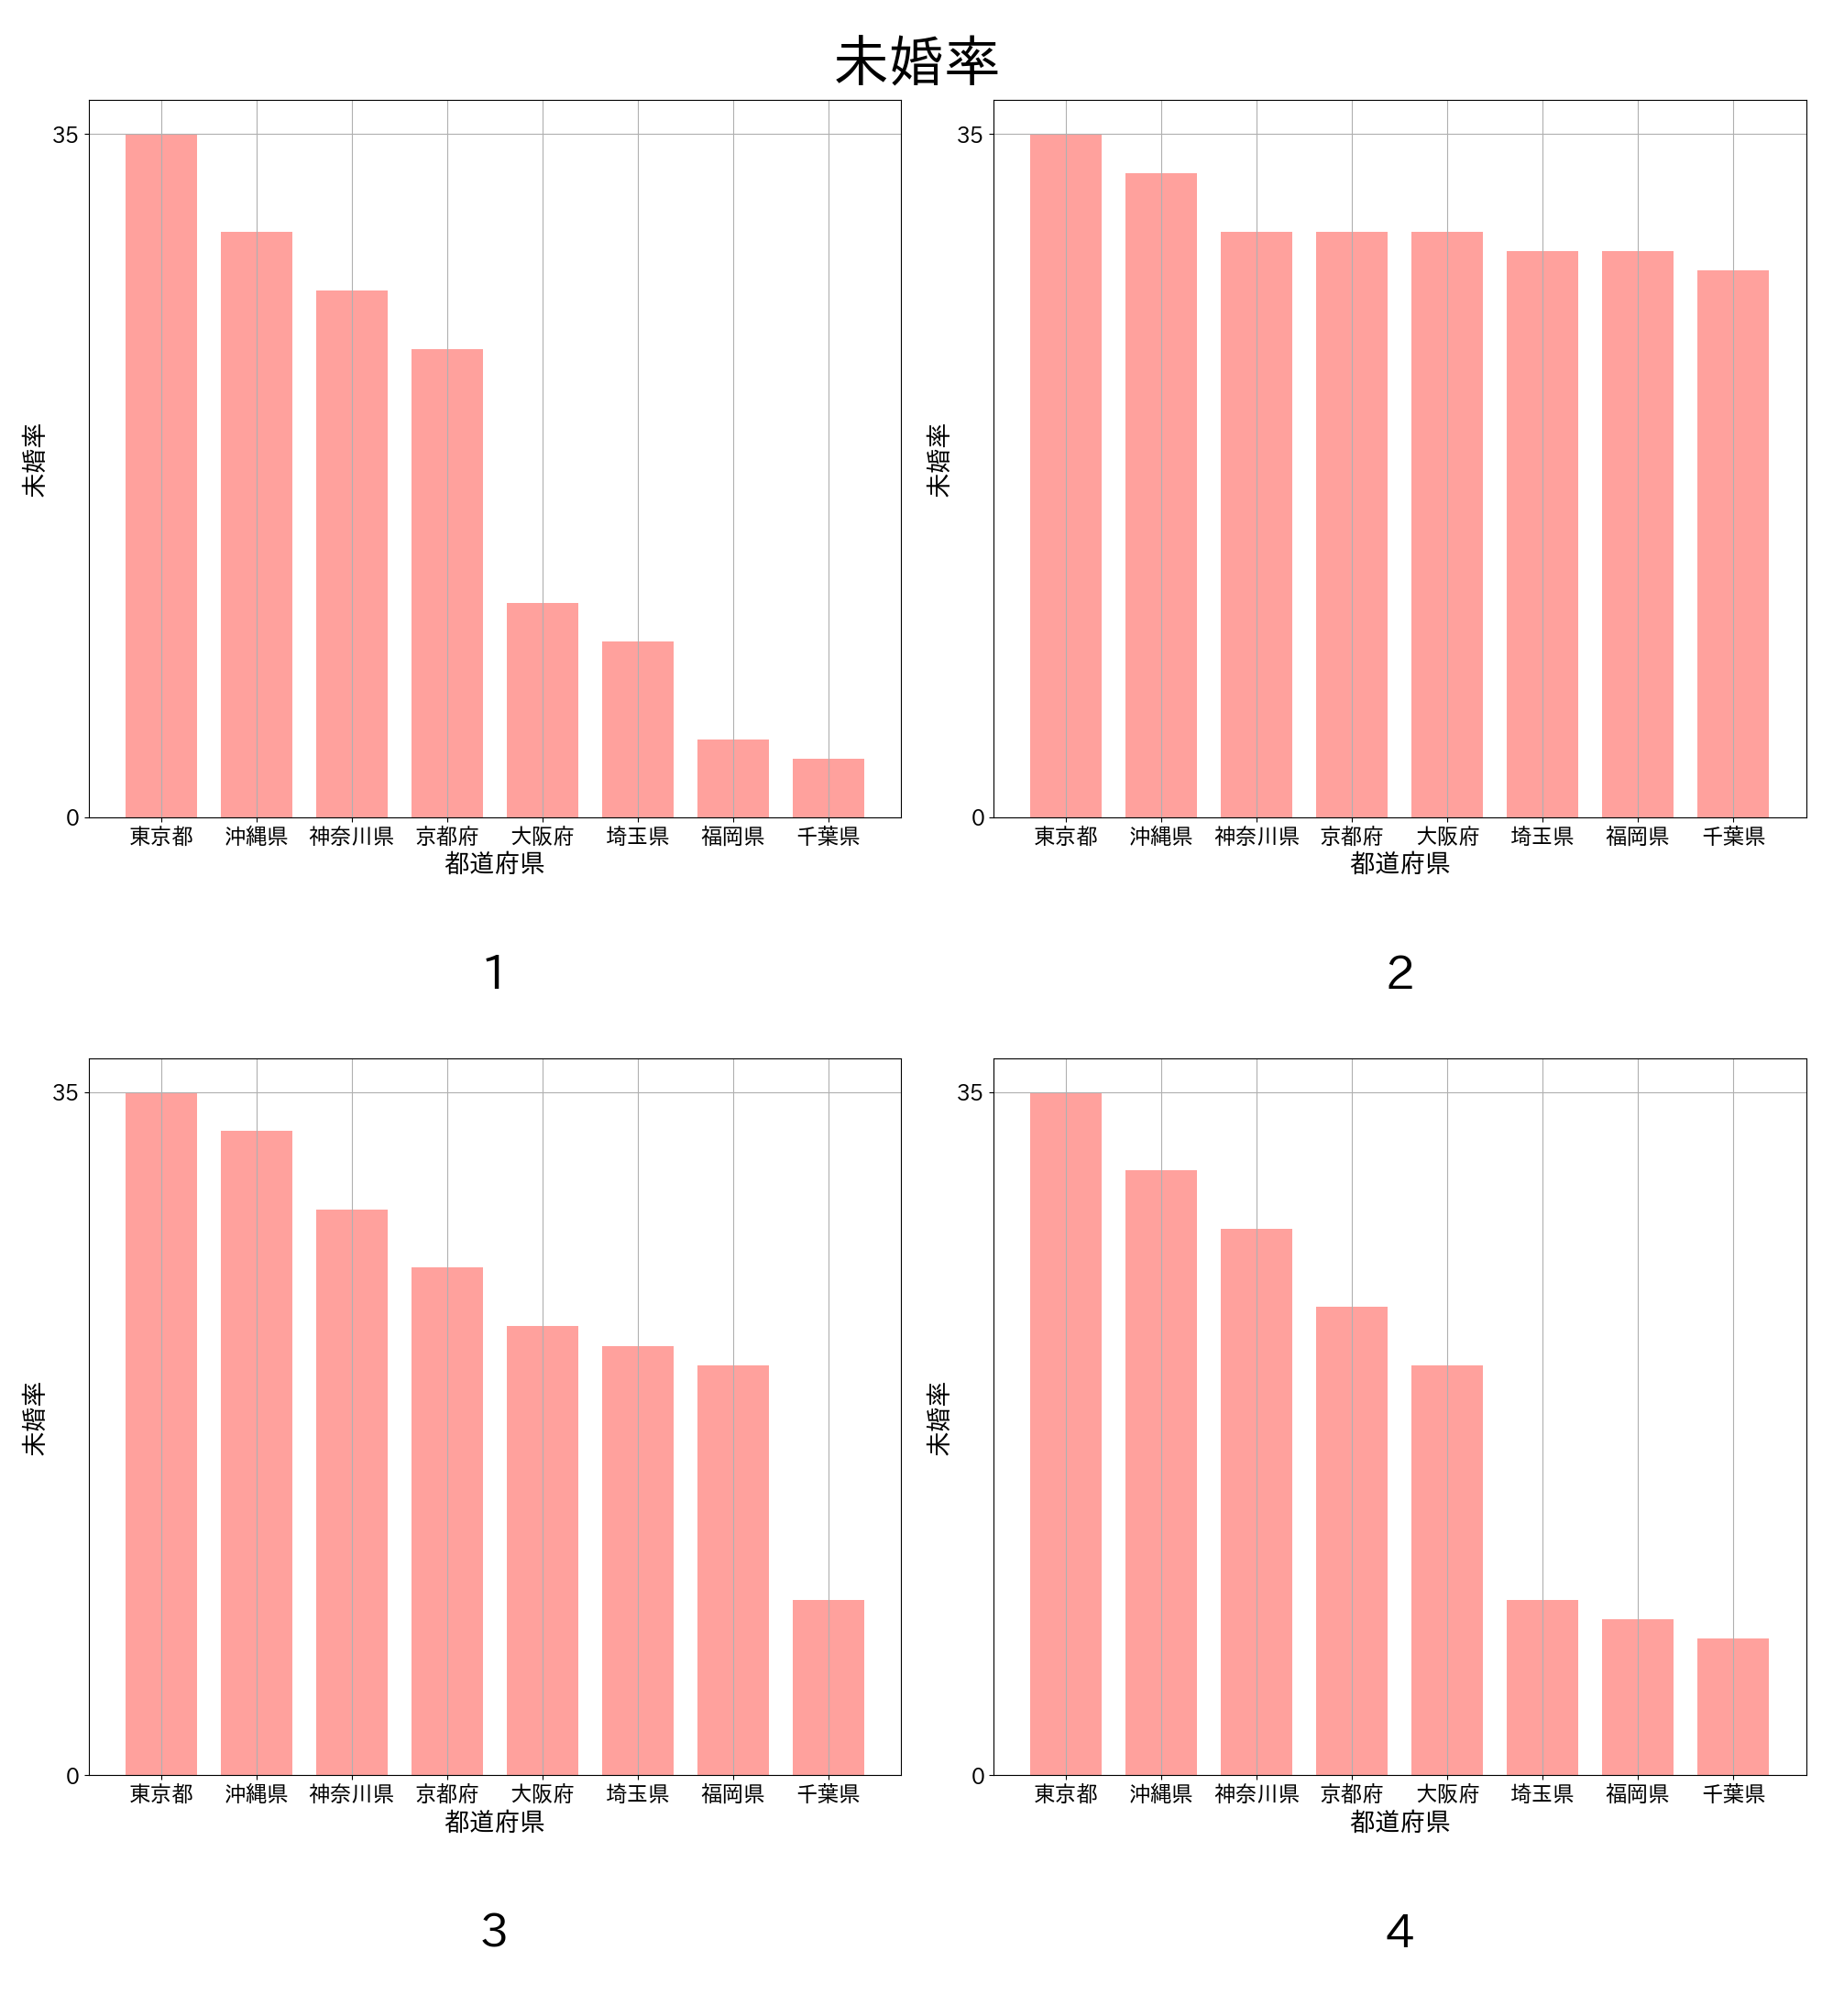 未婚率
35
0
未婚率
東京都 沖縄県 神奈川県 京都府 大阪府 埼玉県 福岡県 千葉県
都道府県
1
35
0
未婚率
東京都 沖縄県 神奈川県 京都府 大阪府 埼玉県 福岡県 千葉県
都道府県
2
35
0
未婚率
東京都 沖縄県 神奈川県 京都府 大阪府 埼玉県 福岡県 千葉県
都道府県
3
35
0
未婚率
東京都 沖縄県 神奈川県 京都府 大阪府 埼玉県 福岡県 千葉県
都道府県
4